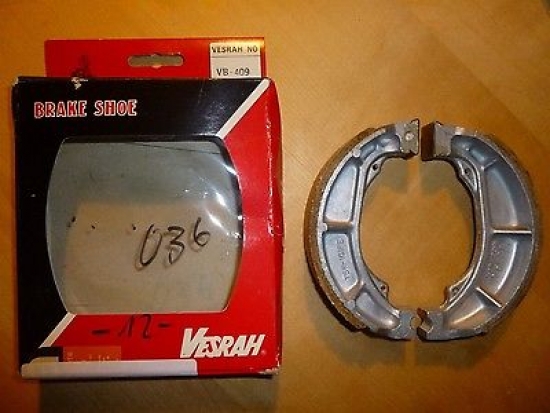 VESRAH NO
VB-409
BRAKE SHOE
036
-12-
VESRAH